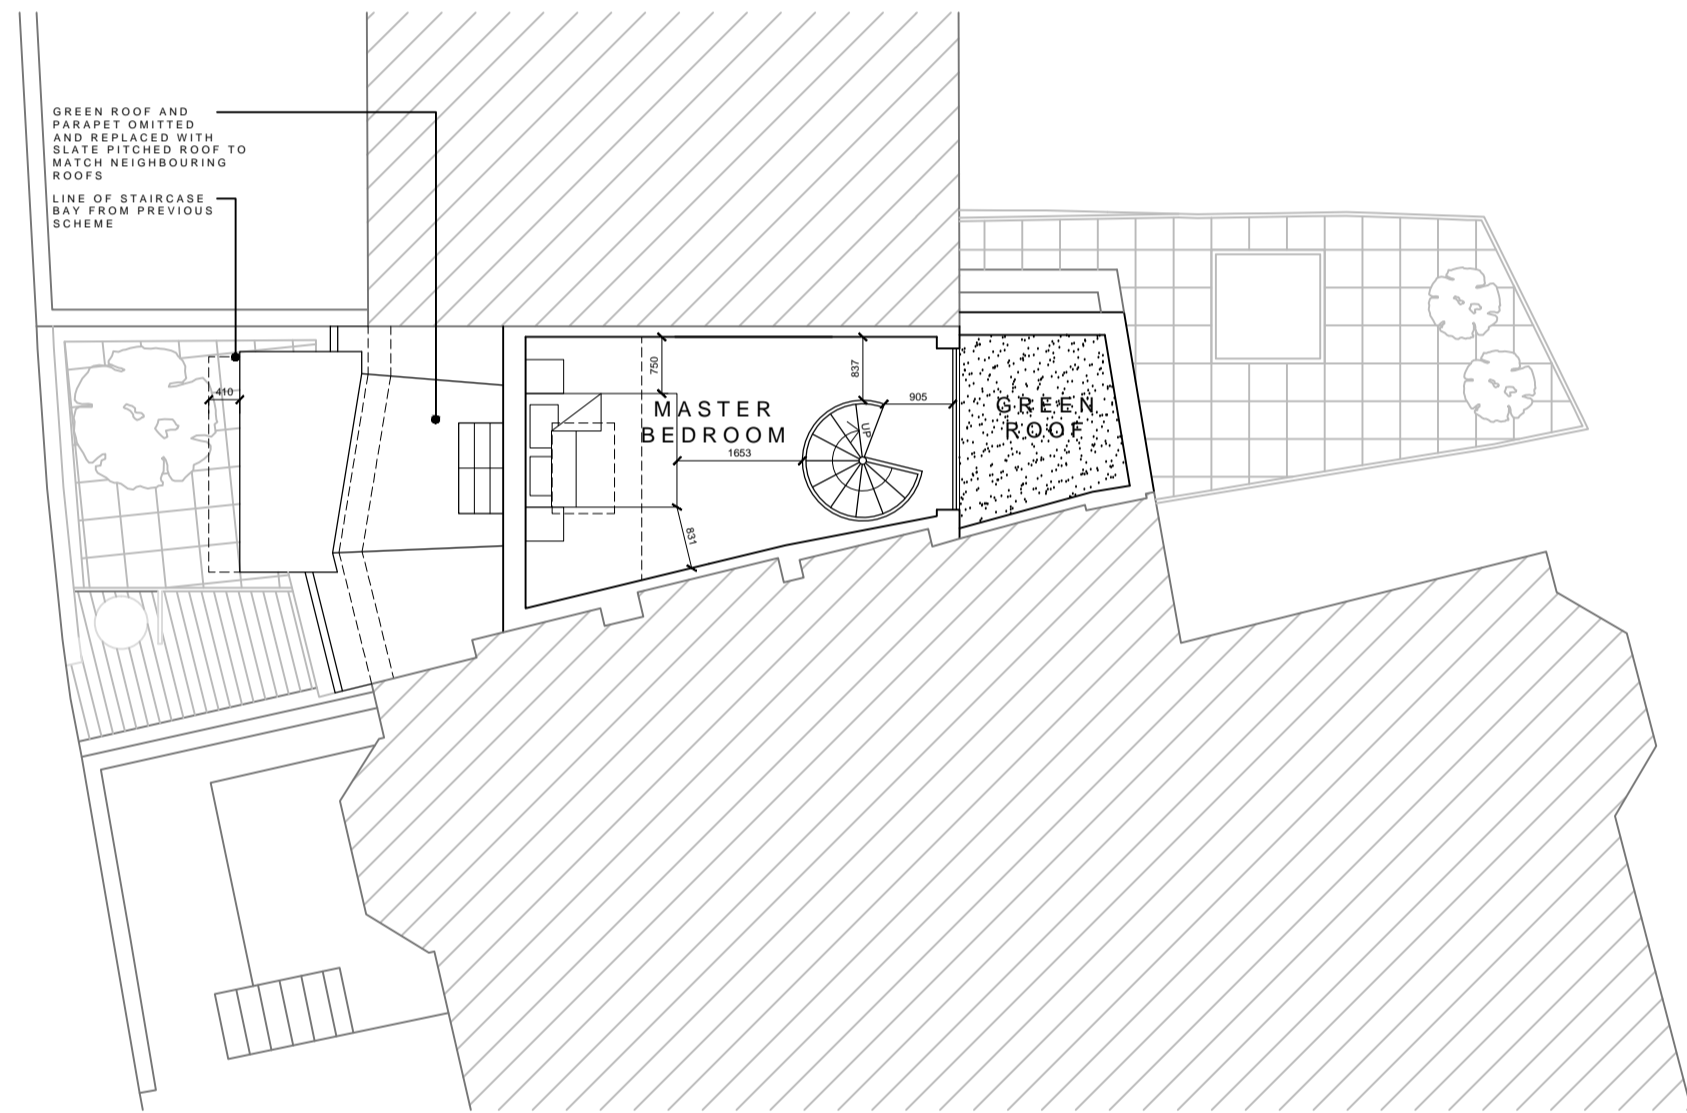 GREEN ROOF AND
PARAPET OMITTED
AND REPLACED WITH
SLATE PITCHED ROOF TO
MATCH NEIGHBOURING
ROOFS
LINE OF STAIRCASE
BAY FROM PREVIOUS
SCHEME
410
750
837
905
MASTER
BEDROOM
GREEN
ROOF
UP
1653
831